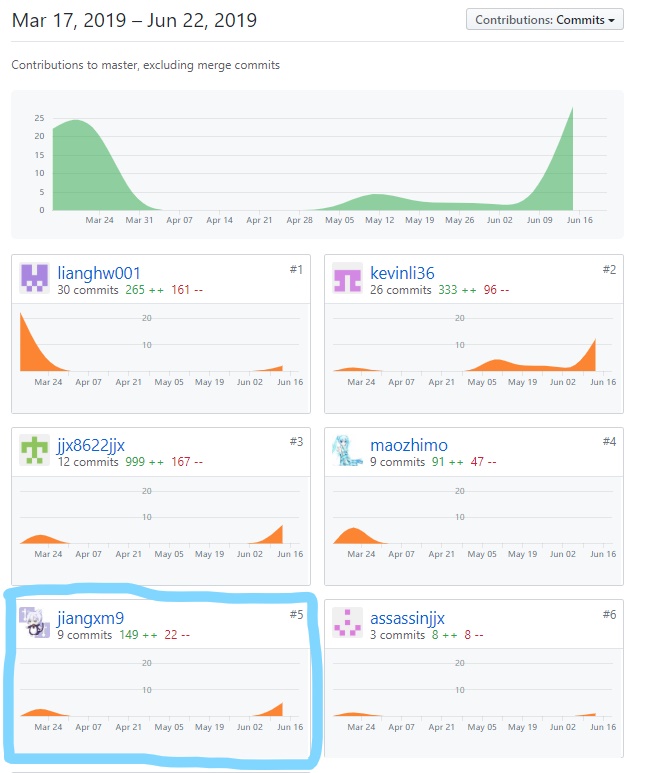 Mar 17, 2019 – Jun 22, 2019
Contributions: Commits
Contributions to master, excluding merge commits
25
20
15
10
5
0
Mar 24 Mar 31 Apr 07 Apr 14 Apr 21 Apr 28 May 05 May 12 May 19 May 26 Jun 02 Jun 09 Jun 16
lianghw001 #1
30 commits 265 ++ 161 --
20
10
Mar 24 Apr 07 Apr 21 May 05 May 19 Jun 02 Jun 16
kevinli36 #2
26 commits 333 ++ 96 --
20
10
Mar 24 Apr 07 Apr 21 May 05 May 19 Jun 02 Jun 16
jjx8622jjx #3
12 commits 999 ++ 167 --
20
10
Mar 24 Apr 07 Apr 21 May 05 May 19 Jun 02 Jun 16
maozhimo #4
9 commits 91 ++ 47 --
20
10
Mar 24 Apr 07 Apr 21 May 05 May 19 Jun 02 Jun 16
jiangxm9 #5
9 commits 149 ++ 22 --
20
10
Mar 24 Apr 07 Apr 21 May 05 May 19 Jun 02 Jun 16
assassinjjx #6
3 commits 8 ++ 8 --
20
10
Mar 24 Apr 07 Apr 21 May 05 May 19 Jun 02 Jun 16